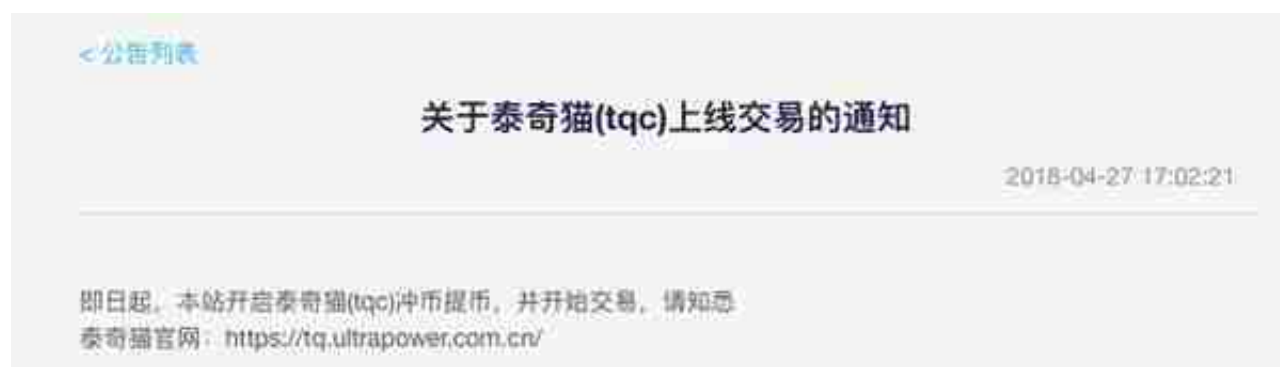 <公告列表
关于泰奇猫(tqc)上线交易的通知
2018-04-27 17:02:21
即日起，本站开启泰奇猫(tqc)冲币提币，并开始交易，请知悉
泰奇猫官网：https://tq.ultrapower.com.cn/